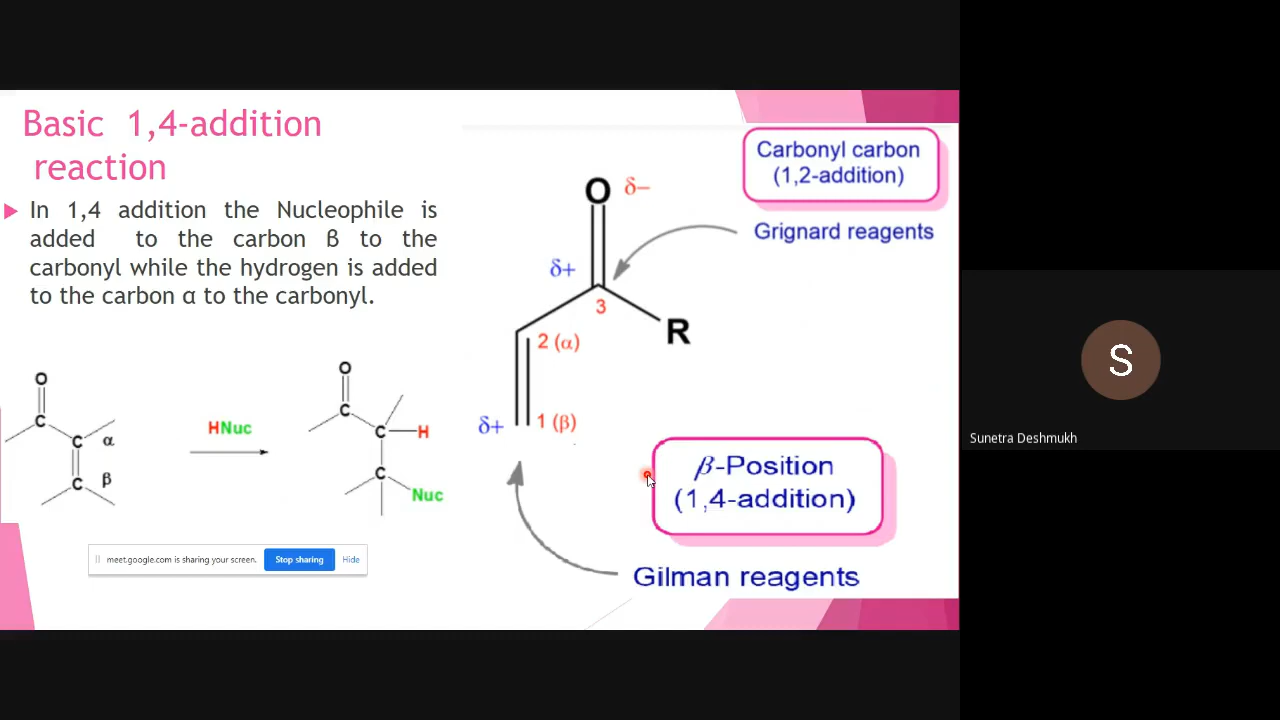 Basic 1,4-addition
reaction
In 1,4 addition the Nucleophile is
added to the carbon ß to the
carbonyl while the hydrogen is added
to the carbon α to the carbonyl.
O
C
C α
C β
HNuc
O
C
C H
C
Nuc
Carbonyl carbon
(1,2-addition)
Grignard reagents
O δ−
δ+
3
R
2 (α)
δ+ 1 (β)
β-Position
(1,4-addition)
Gilman reagents
meet.google.com is sharing your screen. Stop sharing Hide
S
Sunetra Deshmukh